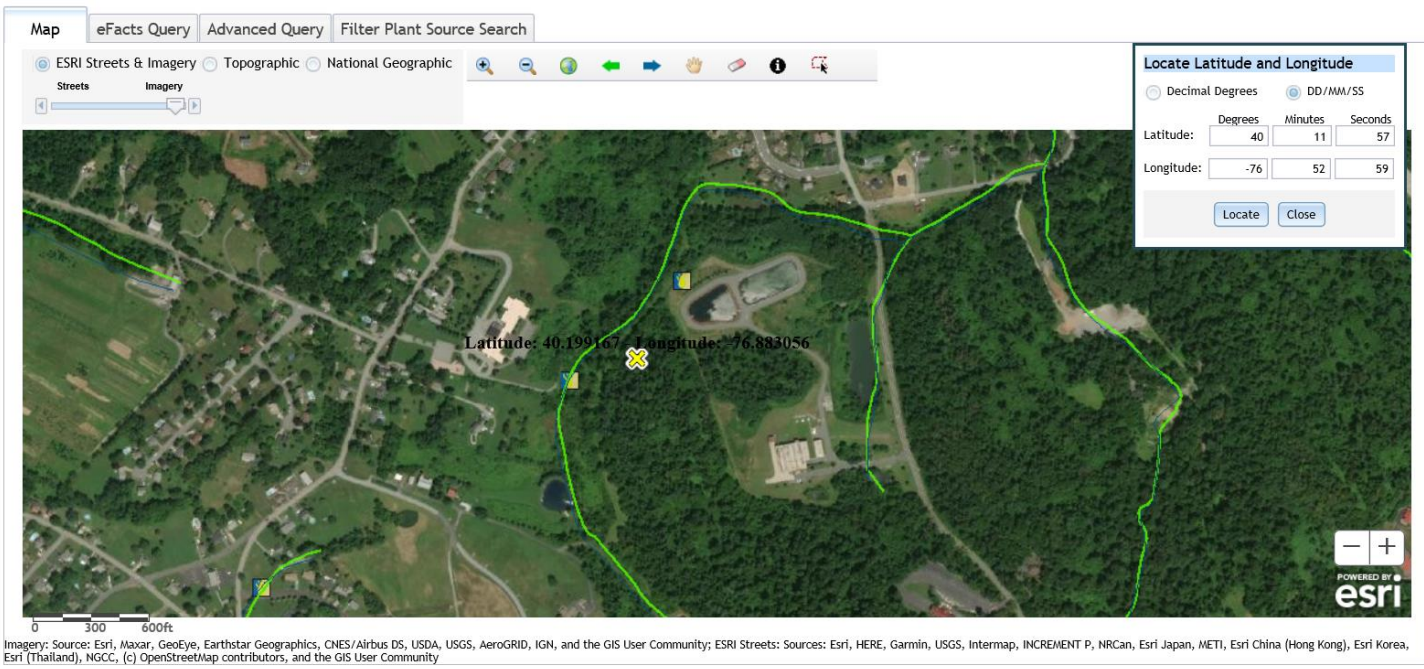 Map eFacts Query Advanced Query Filter Plant Source Search
ESRI Streets & Imagery Topographic National Geographic
Streets Imagery
Locate Latitude and Longitude
Decimal Degrees DD/MM/SS
Degrees Minutes Seconds
Latitude: 40 11 57
Longitude: -76 52 59
Locate Close
Latitude: 40.199167 - Longitude: -76.883056
POWERED BY
esri
0 300 600ft
Imagery: Source: Esri, Maxar, GeoEye, Earthstar Geographics, CNES/Airbus DS, USDA, USGS, AeroGRID, IGN, and the GIS User Community; ESRI Streets: Sources: Esri, HERE, Garmin, USGS, Intermap, INCREMENT P, NRCan, Esri Japan, METI, Esri China (Hong Kong), Esri Korea,
Esri (Thailand), NGCC, (c) OpenStreetMap contributors, and the GIS User Community